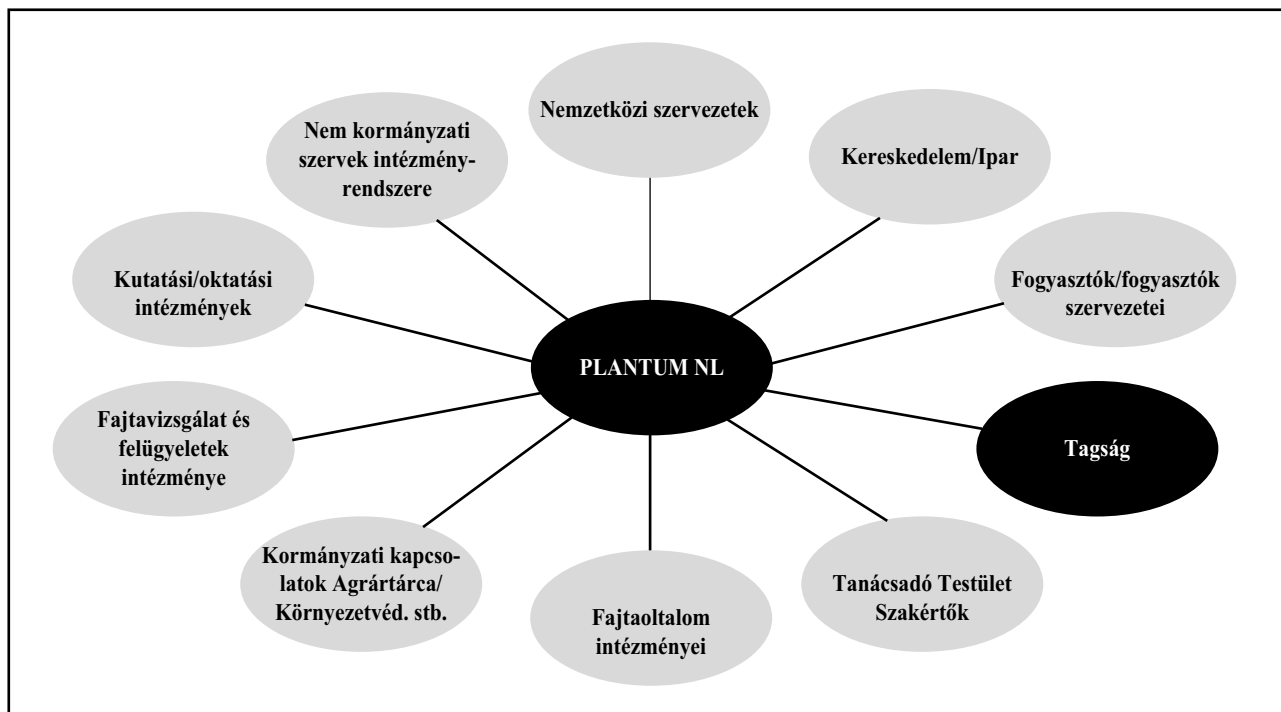 Nemzetközi szervezetek
Nem kormányzati
szervek intézmény-
rendszere
Kereskedelem/Ipar
Kutatási/oktatási
intézmények
Fogyasztók/fogyasztók
szervezetei
PLANTUM NL
Fajtavizsgálat és
felügyeletek
intézménye
Tagság
Kormányzati kapcso-
latok Agrártárca/
Környezetvéd. stb.
Fajtaoltalom
intézményei
Tanácsadó Testület
Szakértők